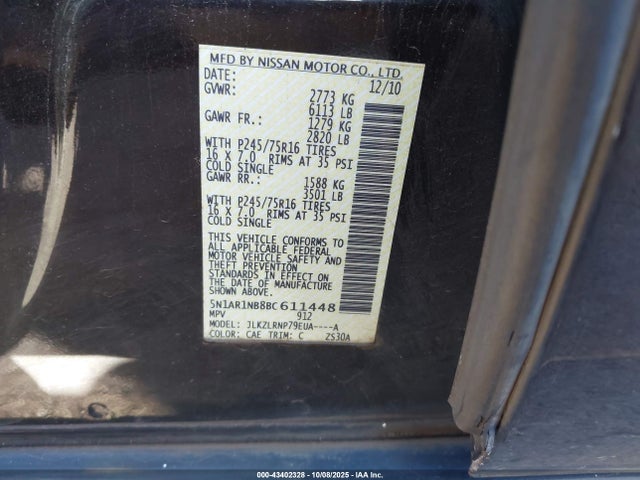 MFD BY NISSAN MOTOR CO., LTD.
DATE: 12/10
GVWR: 2773 KG
6113 LB
GAWR FR.: 1279 KG
2820 LB
WITH P245/75R16 TIRES
16 X 7.0 RIMS AT 35 PSI
COLD SINGLE
GAWR RR.: 1588 KG
3501 LB
WITH P245/75R16 TIRES
16 X 7.0 RIMS AT 35 PSI
COLD SINGLE
THIS VEHICLE CONFORMS TO
ALL APPLICABLE FEDERAL
MOTOR VEHICLE SAFETY AND
THEFT PREVENTION
STANDARDS IN EFFECT ON
THE DATE OF MANUFACTURE
SHOWN ABOVE.
5N1AR1NB8BC611448
MPV 912
MODEL: JLKZLRNP79EUA----A
COLOR: CAE TRIM: C ZS30A
000-43402328 - 10/08/2025 - IAA Inc.